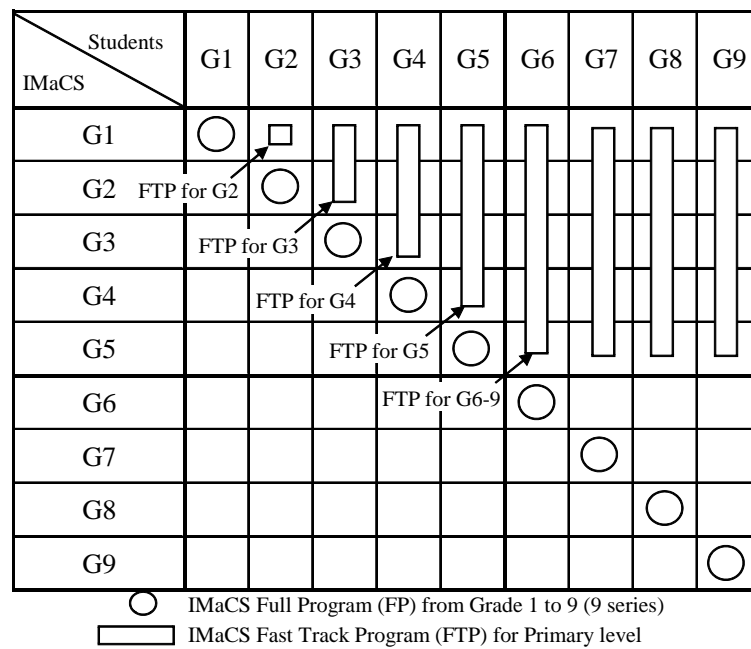 Students
IMaCS
G1 G2 G3 G4 G5 G6 G7 G8 G9
G1
G2
FTP for G2
G3
FTP for G3
G4
FTP for G4
G5
FTP for G5
G6
FTP for G6-9
G7
G8
G9
IMaCS Full Program (FP) from Grade 1 to 9 (9 series)
IMaCS Fast Track Program (FTP) for Primary level